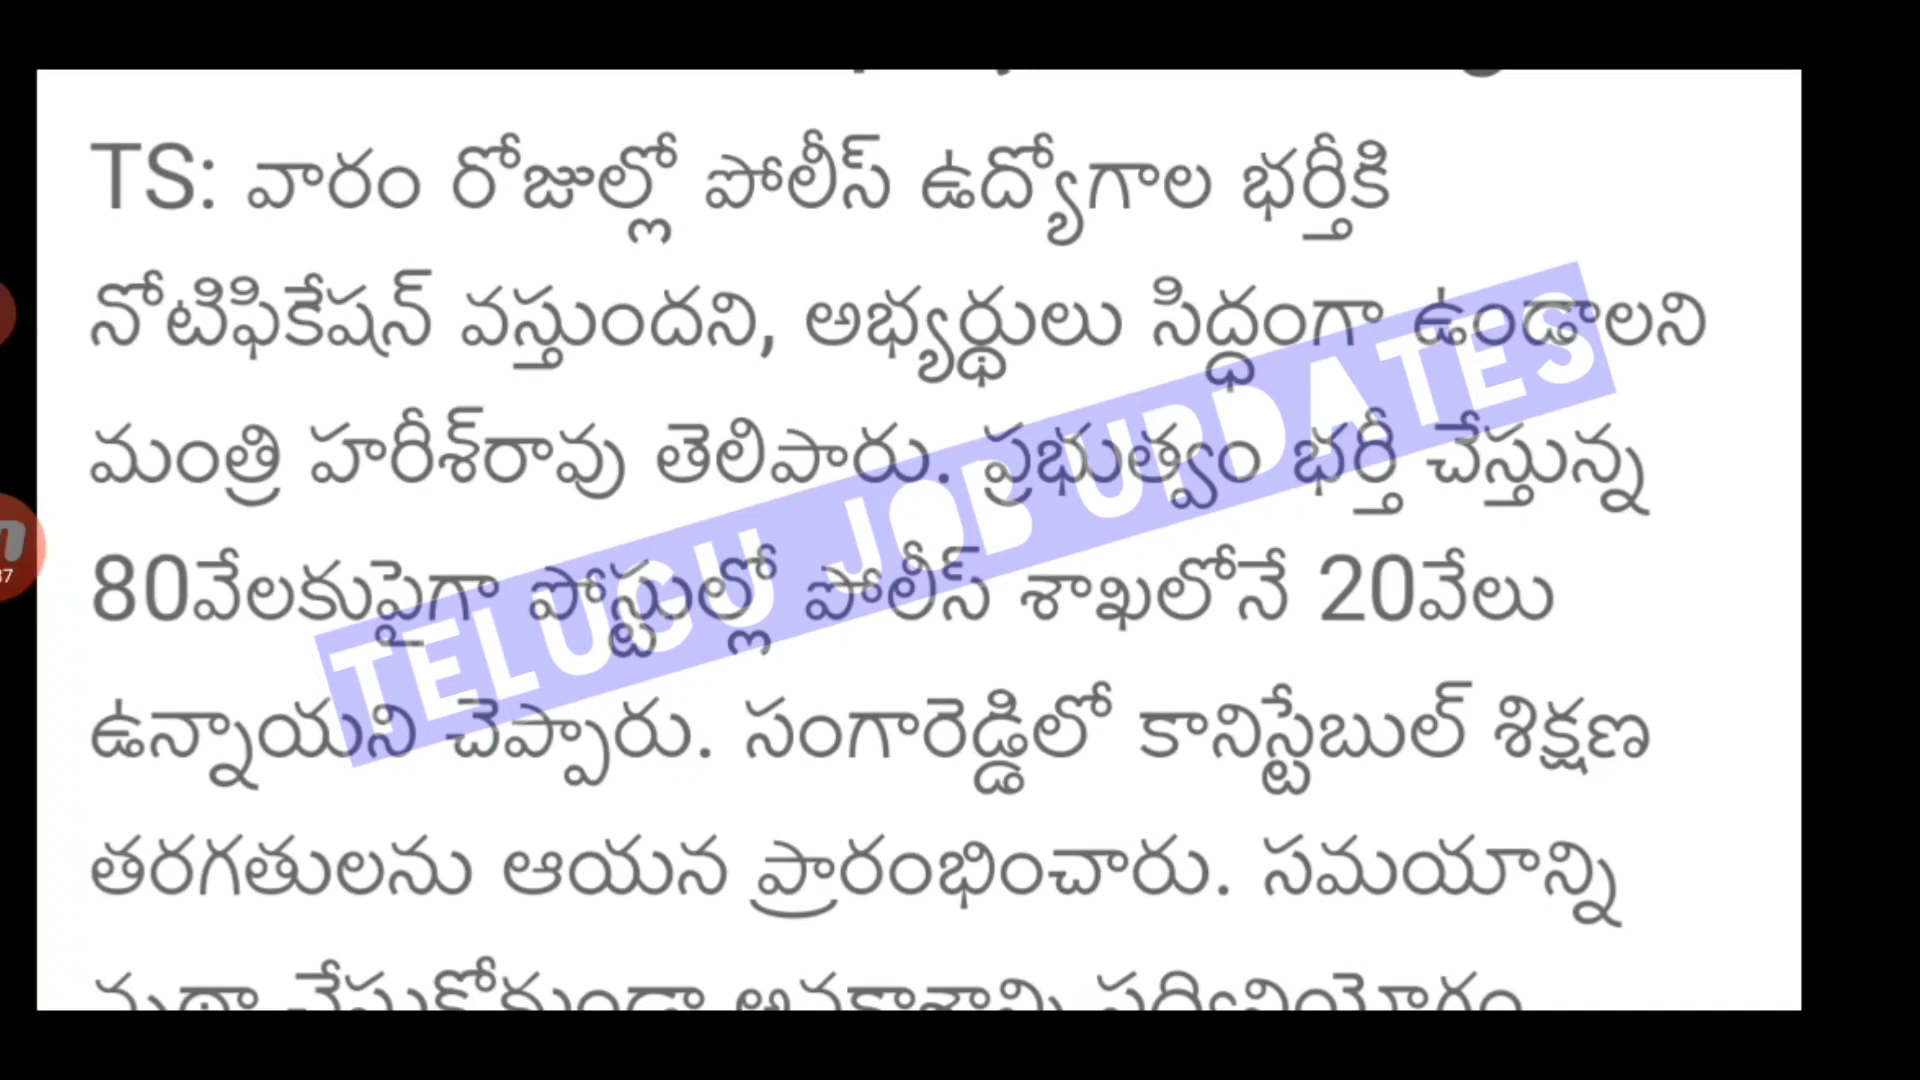 TS: వారం రోజుల్లో పోలీస్ ఉద్యోగాల భర్తీకి
నోటిఫికేషన్ వస్తుందని, అభ్యర్థులు సిద్ధంగా ఉండాలని
మంత్రి హరీశ్‌రావు తెలిపారు. ప్రభుత్వం భర్తీ చేస్తున్న
80వేలకుపైగా పోస్టుల్లో పోలీస్ శాఖలోనే 20వేలు
ఉన్నాయని చెప్పారు. సంగారెడ్డిలో కానిస్టేబుల్ శిక్షణ
తరగతులను ఆయన ప్రారంభించారు. సమయాన్ని
TELUGU JOB UPDATES